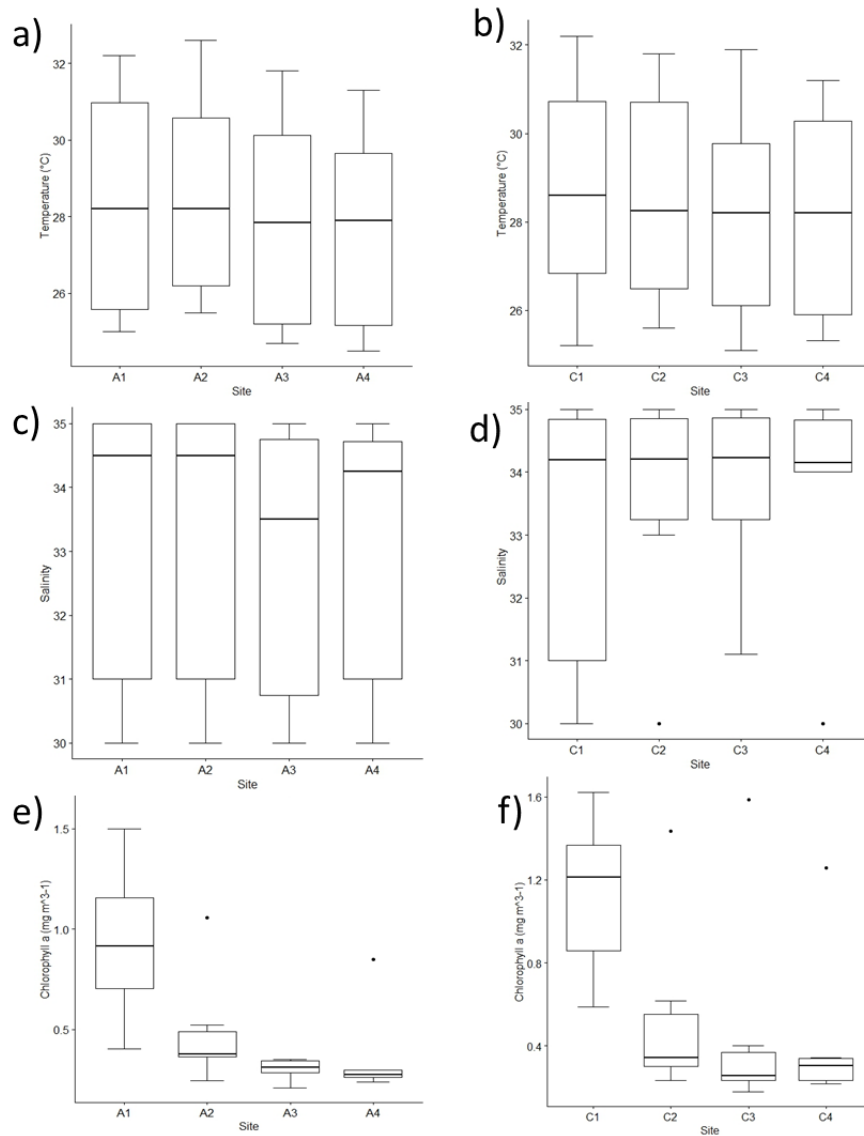 a)
Temperature (°C)
32
30
28
26
A1 A2 A3 A4
Site
b)
Temperature (°C)
32
30
28
26
C1 C2 C3 C4
Site
c)
Salinity
35
34
33
32
31
30
A1 A2 A3 A4
Site
d)
Salinity
35
34
33
32
31
30
C1 C2 C3 C4
Site
e)
Chlorophyll a (mg m^3-1)
1.5
1.0
0.5
A1 A2 A3 A4
Site
f)
Chlorophyll a (mg m^3-1)
1.6
1.2
0.8
0.4
C1 C2 C3 C4
Site